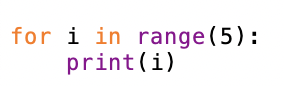 for i in range(5):
    print(i)